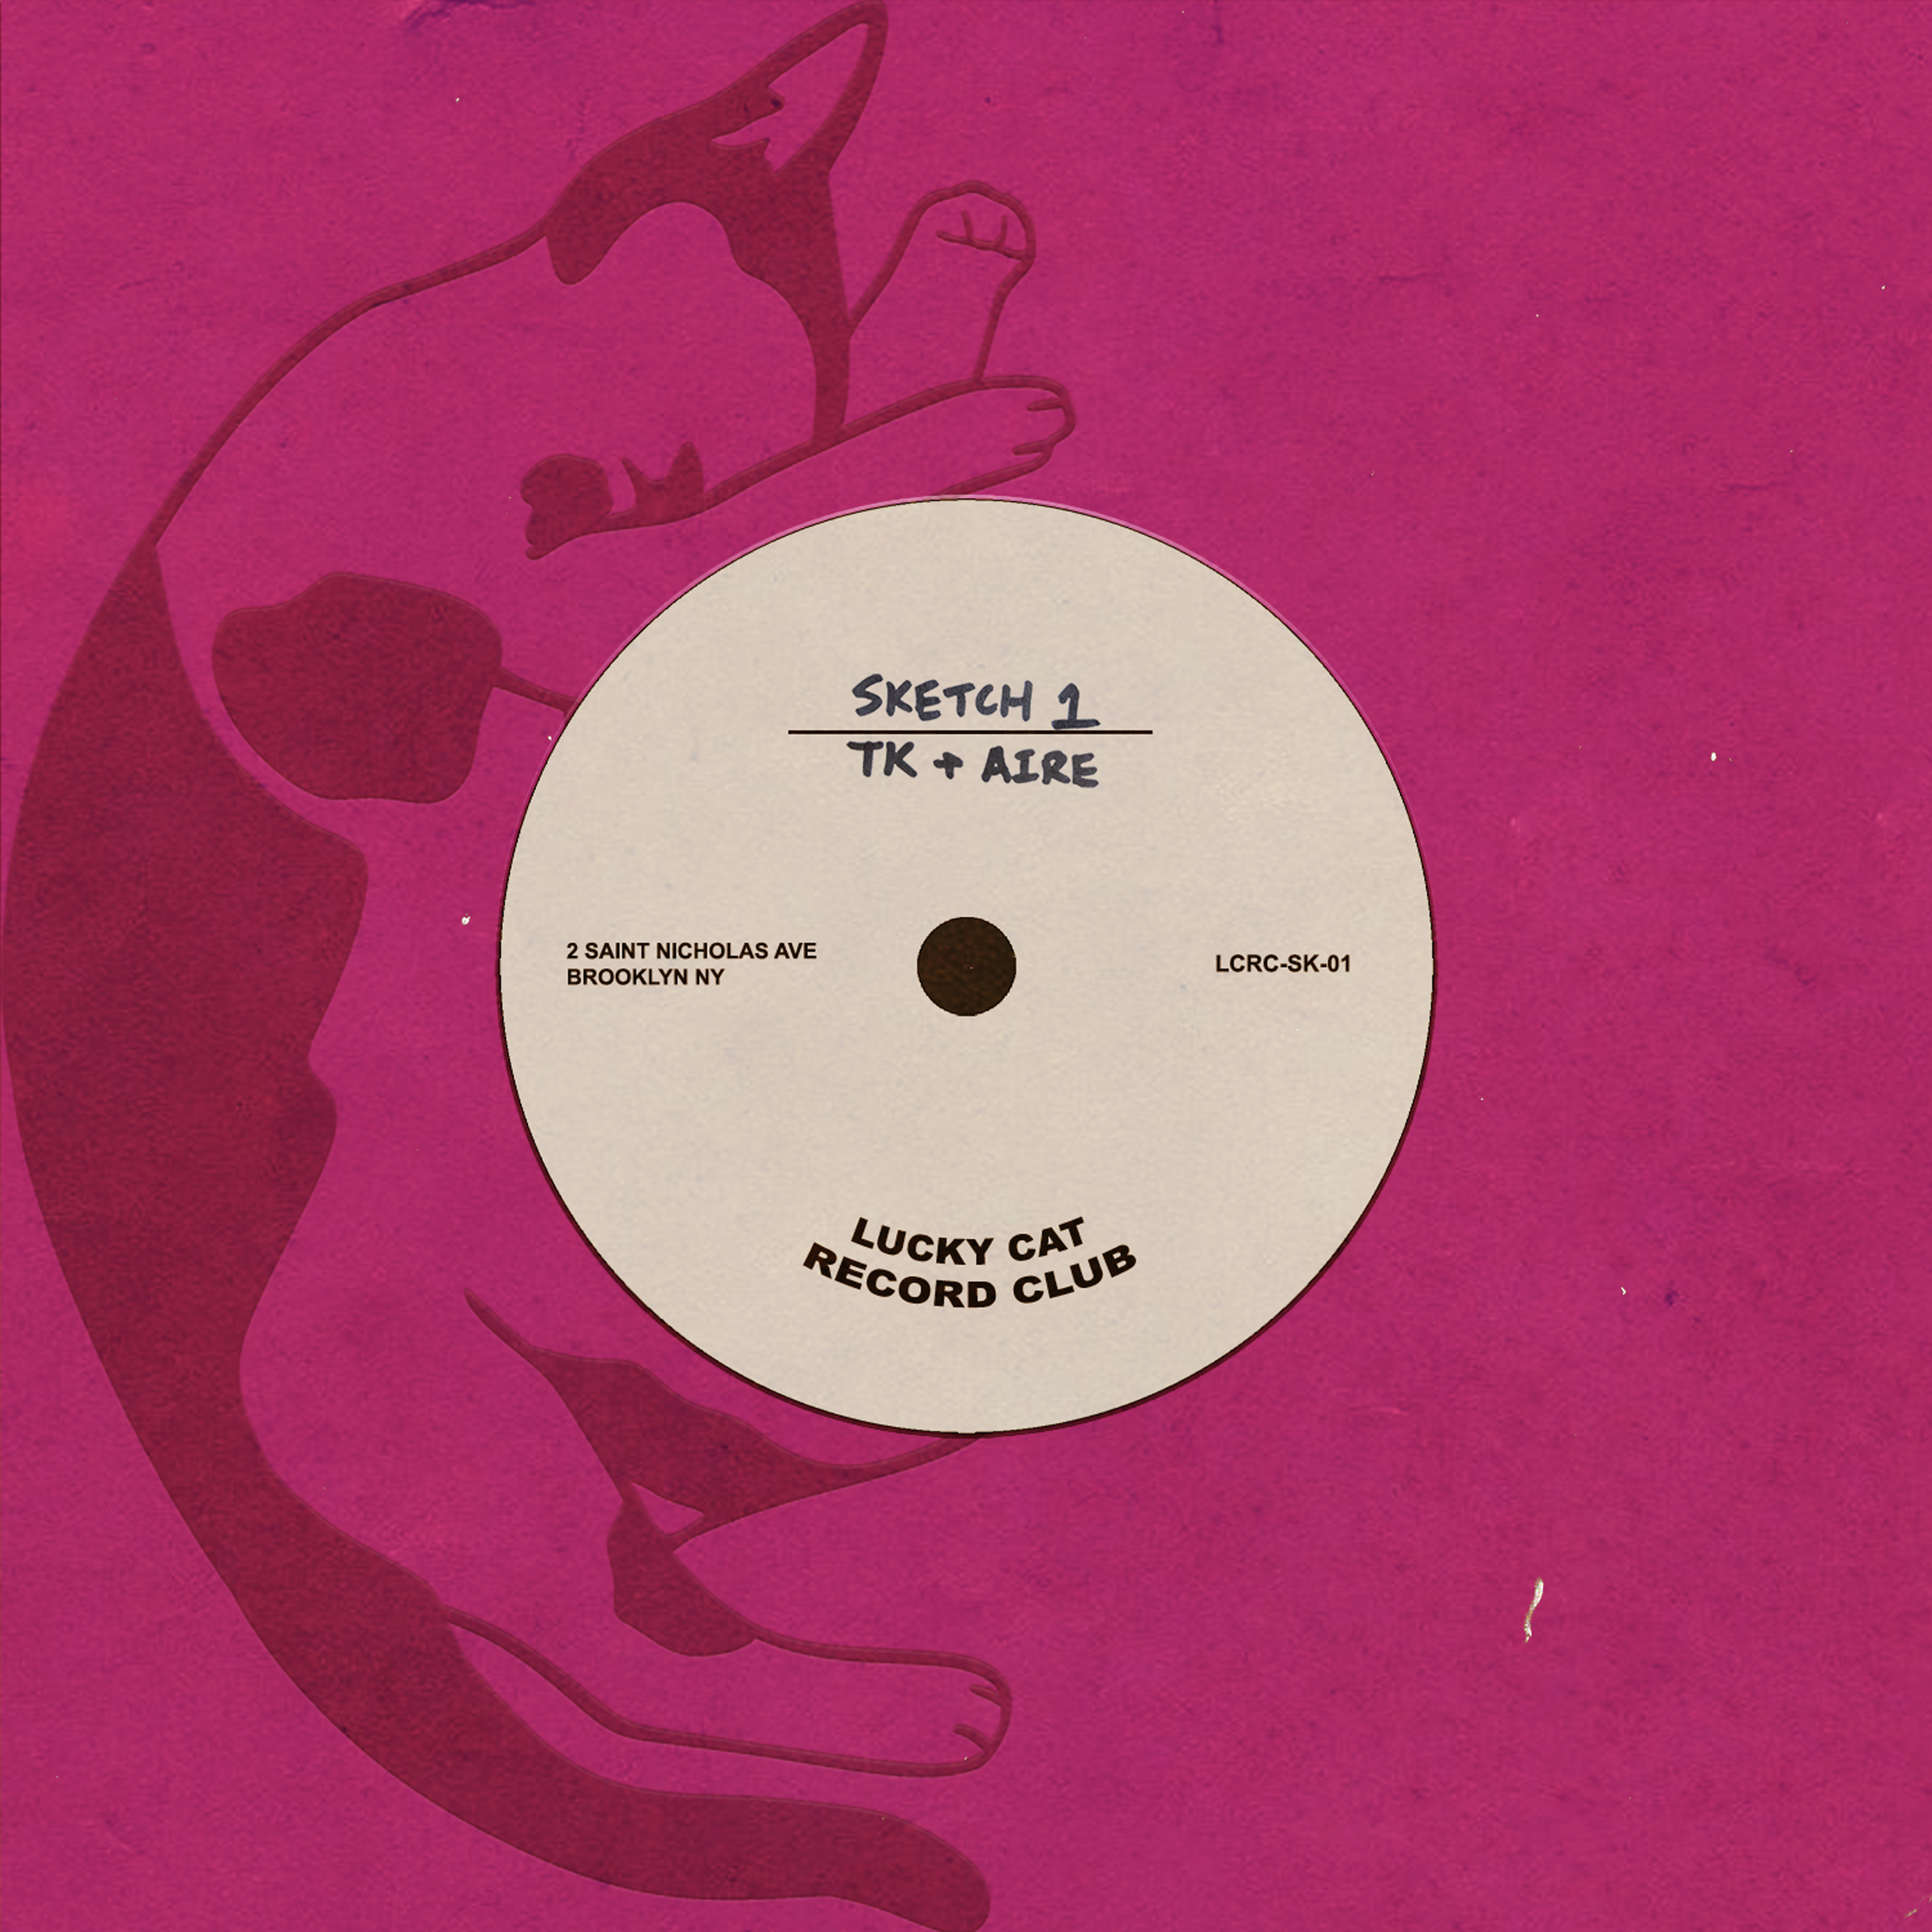 SKETCH 1
TK + AIRE
2 SAINT NICHOLAS AVE
BROOKLYN NY
LCRC-SK-01
LUCKY CAT
RECORD CLUB